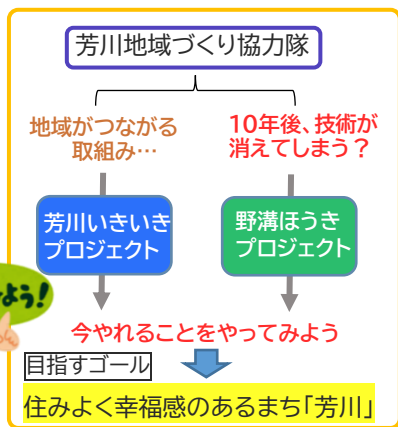 芳川地域づくり協力隊
地域がつながる
取組み…
10年後、技術が
消えてしまう？
芳川いきいき
プロジェクト
野溝ほうき
プロジェクト
よう!
今やれることをやってみよう
目指すゴール
住みよく幸福感のあるまち「芳川」